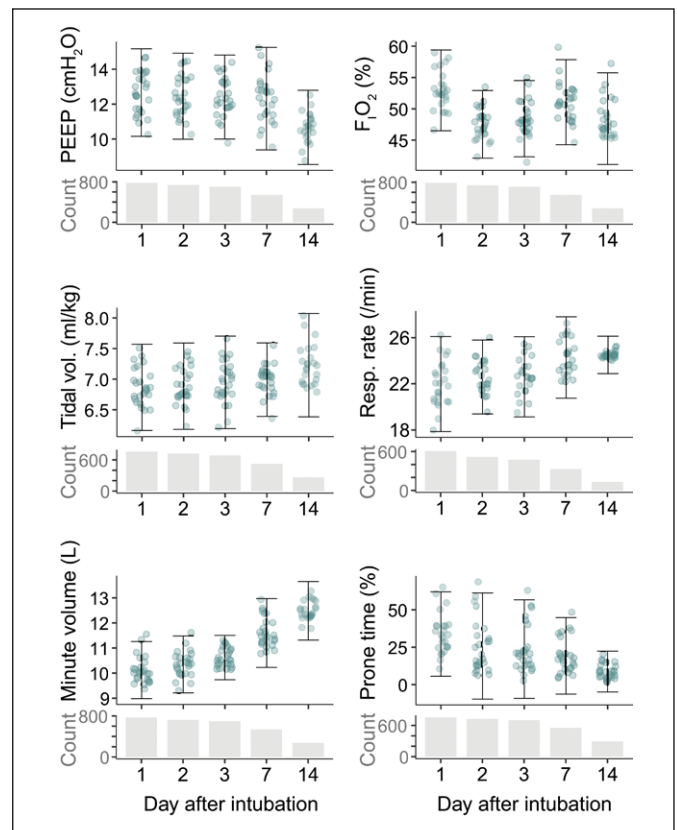 PEEP (cmH2O)
14
12
10
Count
800
0
1 2 3 7 14
FIO2 (%)
60
55
50
45
Count
800
0
1 2 3 7 14
Tidal vol. (ml/kg)
8.0
7.5
7.0
6.5
Count
600
0
1 2 3 7 14
Resp. rate (/min)
26
22
18
Count
600
0
1 2 3 7 14
Minute volume (L)
13
12
11
10
9
Count
800
0
1 2 3 7 14
Day after intubation
Prone time (%)
50
25
0
Count
600
0
1 2 3 7 14
Day after intubation